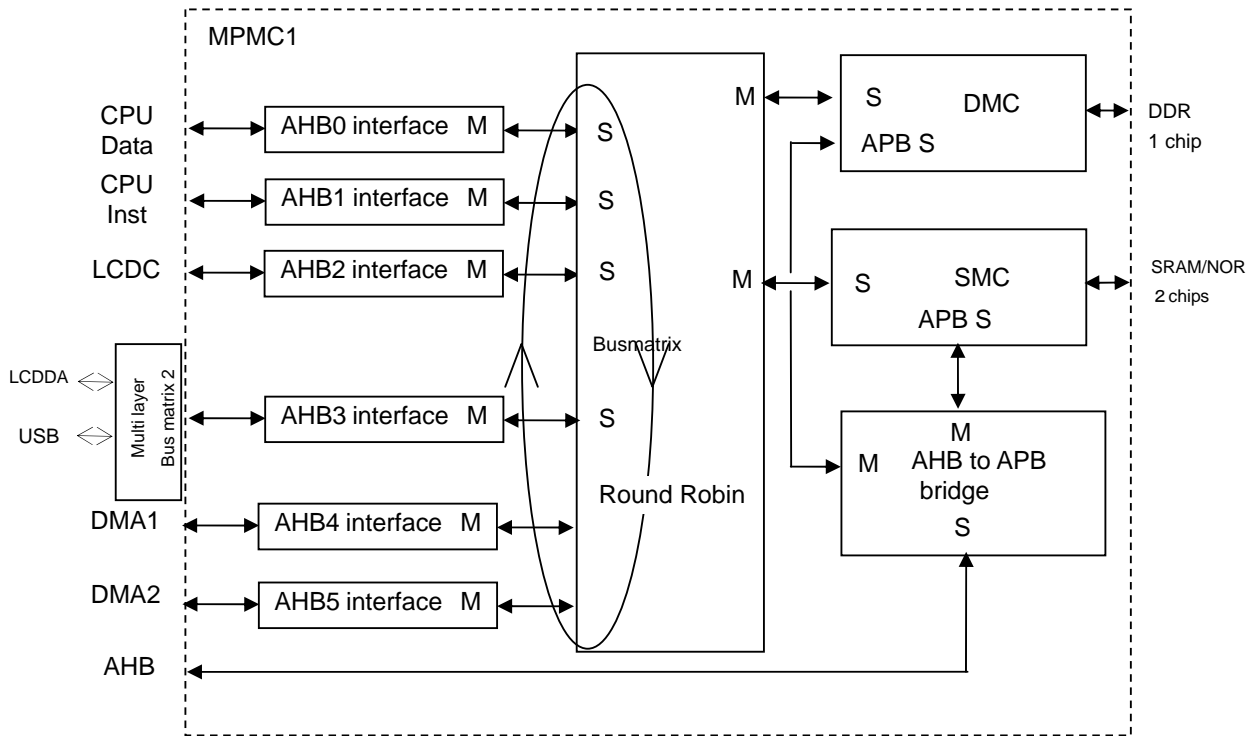 MPMC1
CPU
Data
AHB0 interface M
S
CPU
Inst
AHB1 interface M
S
LCDC
AHB2 interface M
S
LCDDA
USB
Multi layer
Bus matrix 2
AHB3 interface M
S
DMA1
AHB4 interface M
DMA2
AHB5 interface M
AHB
Busmatrix
Round Robin
M
M
S
DMC
APB S
DDR
1 chip
S
SMC
APB S
SRAM/NOR
2 chips
M
M
AHB to APB
bridge
S